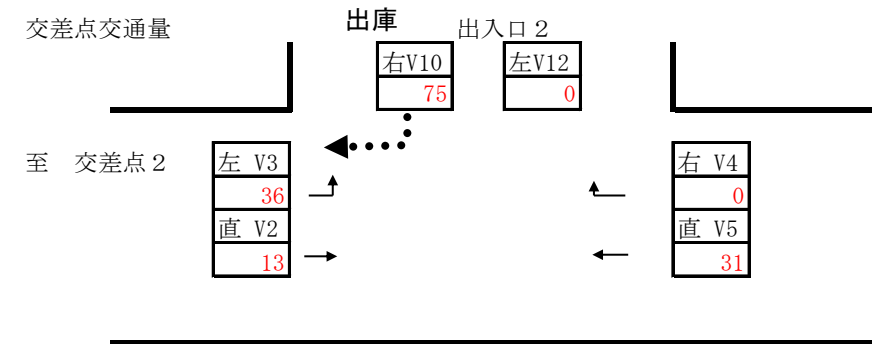 交差点交通量
出庫
出入口２
右V10
左V12
75
0
至　交差点２
左 V3
右 V4
36
0
直 V2
直 V5
13
31